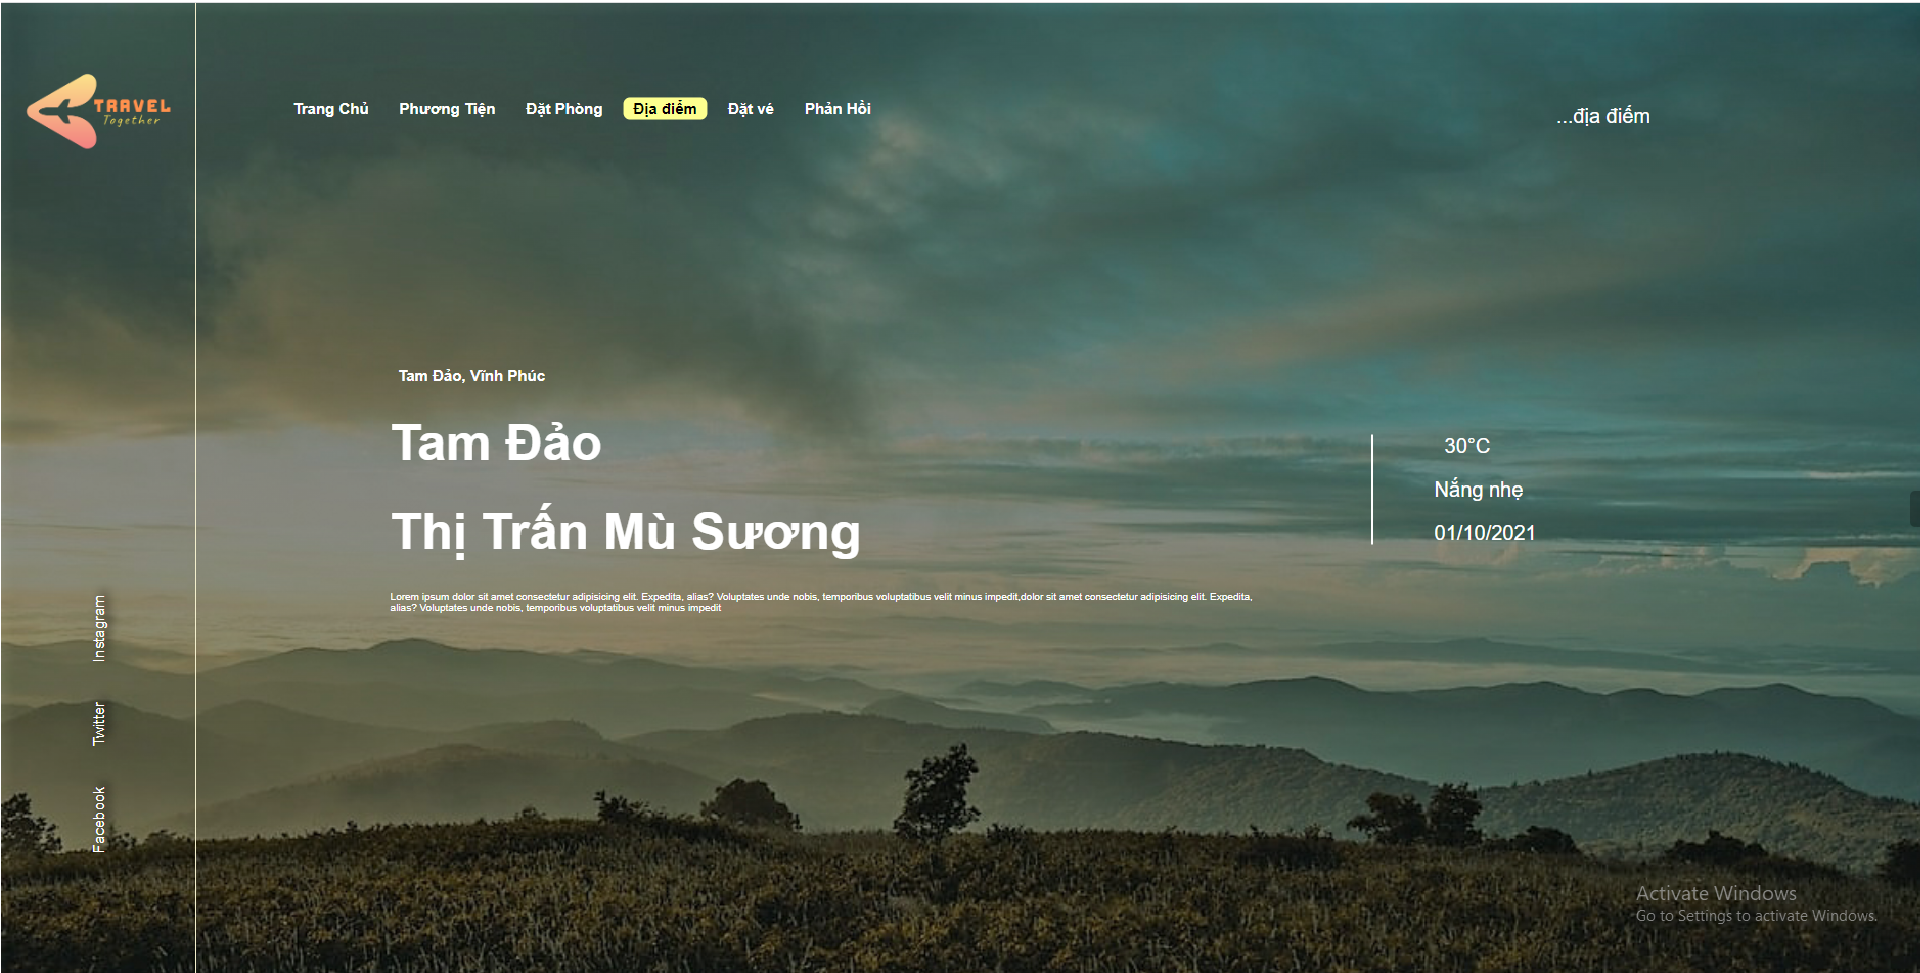 TRAVEL
Together
Trang Chủ
Phương Tiện
Đặt Phòng
Địa điểm
Đặt vé
Phản Hồi
...địa điểm
Tam Đảo, Vĩnh Phúc
Tam Đảo
Thị Trấn Mù Sương
Lorem ipsum dolor sit amet consectetur adipisicing elit. Expedita, alias? Voluptates unde nobis, temporibus voluptatibus velit minus impedit,dolor sit amet consectetur adipisicing elit. Expedita,
alias? Voluptates unde nobis, temporibus voluptatibus velit minus impedit
30°C
Nắng nhẹ
01/10/2021
Instagram
Twitter
Facebook
Activate Windows
Go to Settings to activate Windows.